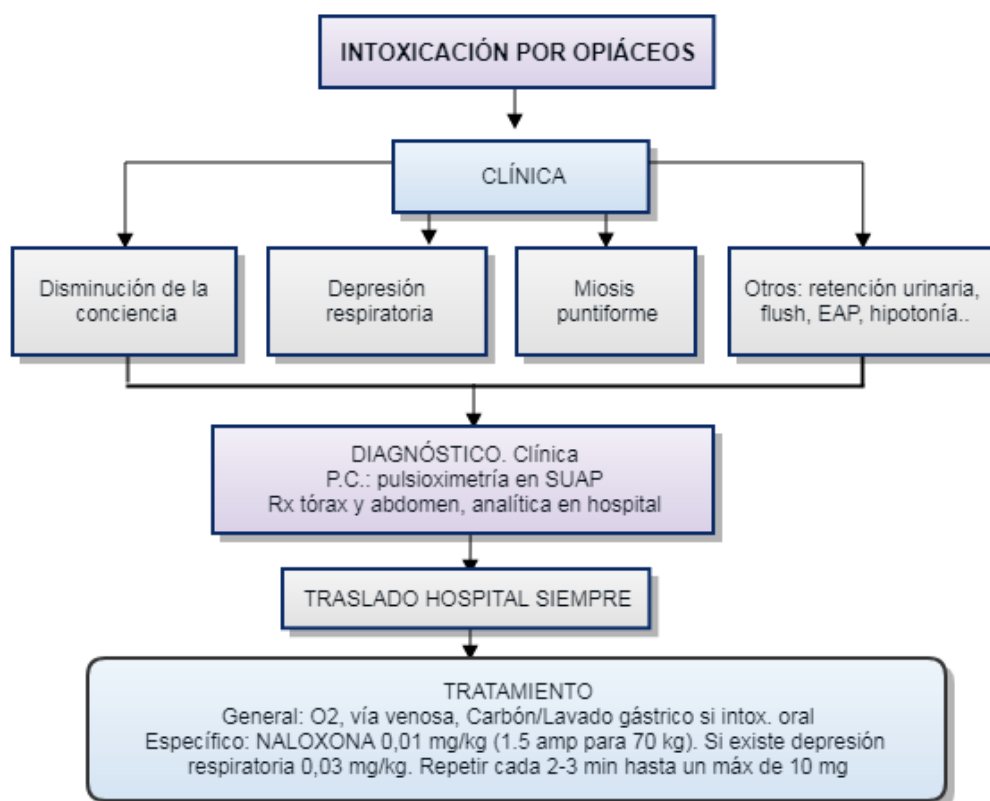 INTOXICACIÓN POR OPIÁCEOS
CLÍNICA
Disminución de la
conciencia
Depresión
respiratoria
Miosis
puntiforme
Otros: retención urinaria,
flush, EAP, hipotonía..
DIAGNÓSTICO. Clínica
P.C.: pulsioximetría en SUAP
Rx tórax y abdomen, analítica en hospital
TRASLADO HOSPITAL SIEMPRE
TRATAMIENTO
General: O2, vía venosa, Carbón/Lavado gástrico si intox. oral
Específico: NALOXONA 0,01 mg/kg (1.5 amp para 70 kg). Si existe depresión
respiratoria 0,03 mg/kg. Repetir cada 2-3 min hasta un máx de 10 mg